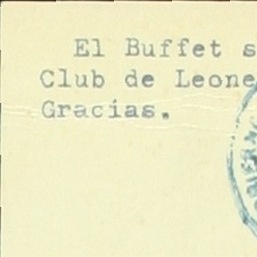 El Buffet s
Club de Leone
Gracias.